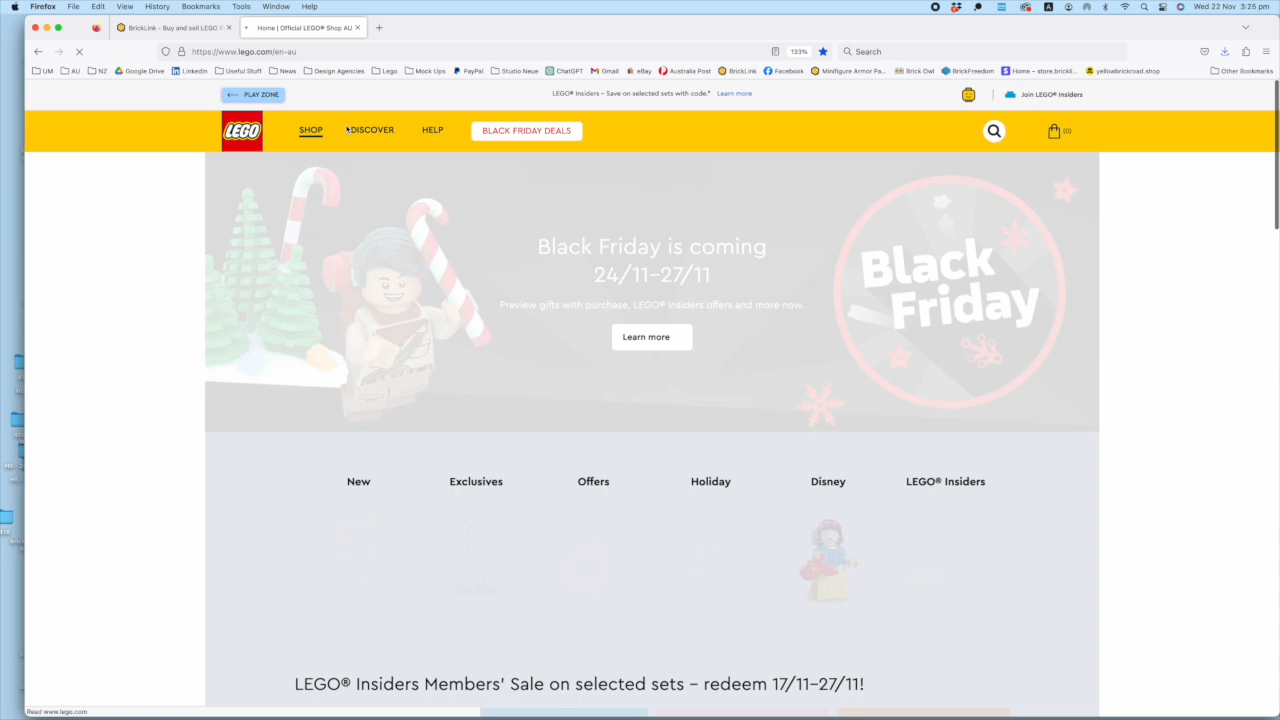 Firefox File Edit View History Bookmarks Tools Window Help
Wed 22 Nov 3:25 pm
BrickLink - Buy and sell LEGO
Home | Official LEGO® Shop AU
https://www.lego.com/en-au
133%
Search
UM AU NZ Google Drive LinkedIn Useful Stuff News Design Agencies Lego Mock Ups PayPal Studio Neue ChatGPT Gmail eBay Australia Post BrickLink Facebook Minifigure Armor Pa... Brick Owl BrickFreedom Home – store.brickli... yellowbrickroad.shop Other Bookmarks
PLAY ZONE
LEGO® Insiders – Save on selected sets with code.* Learn more
Join LEGO® Insiders
LEGO
SHOP DISCOVER HELP BLACK FRIDAY DEALS
(0)
Black Friday is coming
24/11–27/11
Preview gifts with purchase, LEGO® Insiders offers and more now.
Learn more
Black
Friday
New Exclusives Offers Holiday Disney LEGO® Insiders
LEGO® Insiders Members' Sale on selected sets – redeem 17/11–27/11!
Read www.lego.com